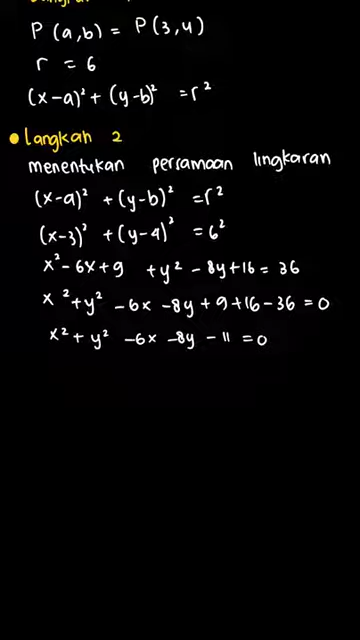 P (a,b) = P (3,4)
r = 6
(x-a)² + (y-b)² = r²
• Langkah 2
menentukan persamaan lingkaran
(x-a)² + (y-b)² = r²
(x-3)² + (y-4)² = 6²
x² - 6x + 9 + y² - 8y + 16 = 36
x² + y² - 6x - 8y + 9 + 16 - 36 = 0
x² + y² - 6x - 8y - 11 = 0